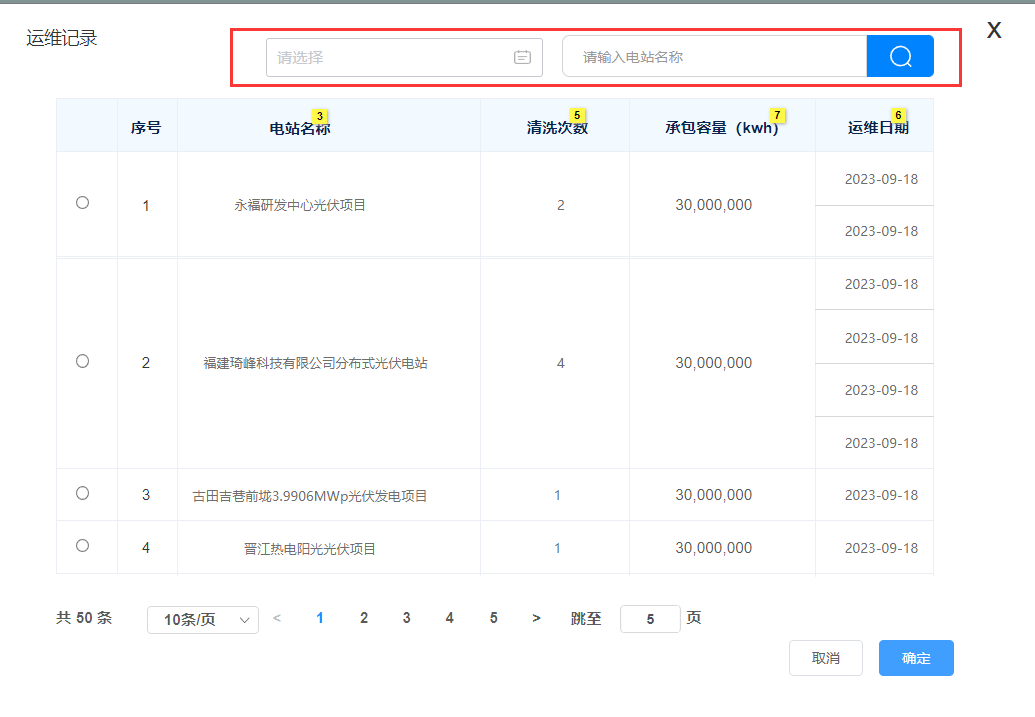 运维记录
X
请选择
请输入电站名称
序号
电站名称
3
清洗次数
5
承包容量（kwh）
7
运维日期
6
1
永福研发中心光伏项目
2
30,000,000
2023-09-18
2023-09-18
2
福建琦峰科技有限公司分布式光伏电站
4
30,000,000
2023-09-18
2023-09-18
2023-09-18
2023-09-18
3
古田吉巷前垅3.9906MWp光伏发电项目
1
30,000,000
2023-09-18
4
晋江热电阳光光伏项目
1
30,000,000
2023-09-18
共 50 条
10条/页
< 1 2 3 4 5 >
跳至 5 页
取消
确定